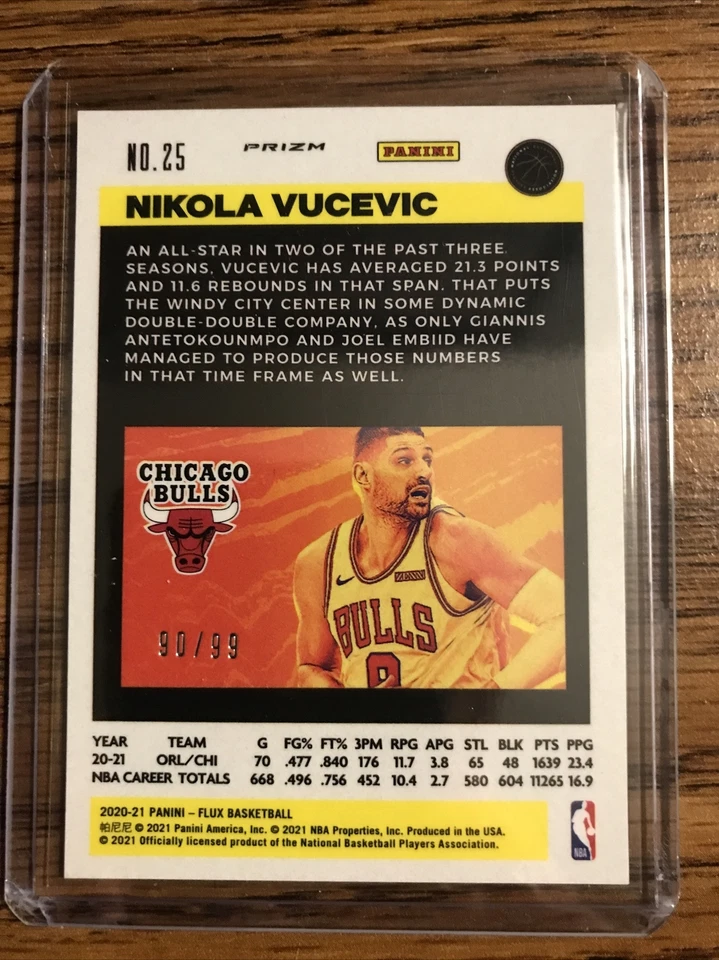 NO.25 PRIZM PANINI
NIKOLA VUCEVIC
AN ALL-STAR IN TWO OF THE PAST THREE
SEASONS, VUCEVIC HAS AVERAGED 21.3 POINTS
AND 11.6 REBOUNDS IN THAT SPAN. THAT PUTS
THE WINDY CITY CENTER IN SOME DYNAMIC
DOUBLE-DOUBLE COMPANY, AS ONLY GIANNIS
ANTETOKOUNMPO AND JOEL EMBIID HAVE
MANAGED TO PRODUCE THOSE NUMBERS
IN THAT TIME FRAME AS WELL.
CHICAGO
BULLS
ZENNI
BULLS
9
90/99
YEAR TEAM G FG% FT% 3PM RPG APG STL BLK PTS PPG
20-21 ORL/CHI 70 .477 .840 176 11.7 3.8 65 48 1639 23.4
NBA CAREER TOTALS 668 .496 .756 452 10.4 2.7 580 604 11265 16.9
2020-21 PANINI – FLUX BASKETBALL
帕尼尼 © 2021 Panini America, Inc. © 2021 NBA Properties, Inc. Produced in the USA.
© 2021 Officially licensed product of the National Basketball Players Association.
NBA